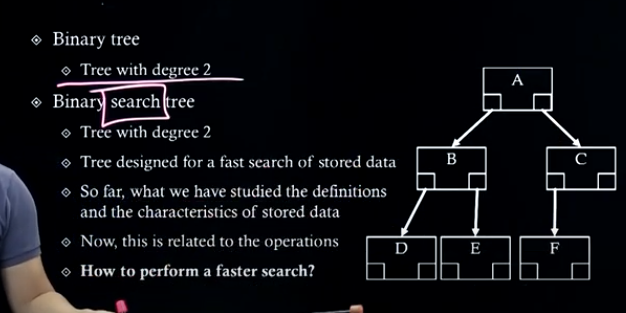 Binary tree
Tree with degree 2
Binary search tree
Tree with degree 2
Tree designed for a fast search of stored data
So far, what we have studied the definitions
and the characteristics of stored data
Now, this is related to the operations
How to perform a faster search?
A
B
C
D
E
F